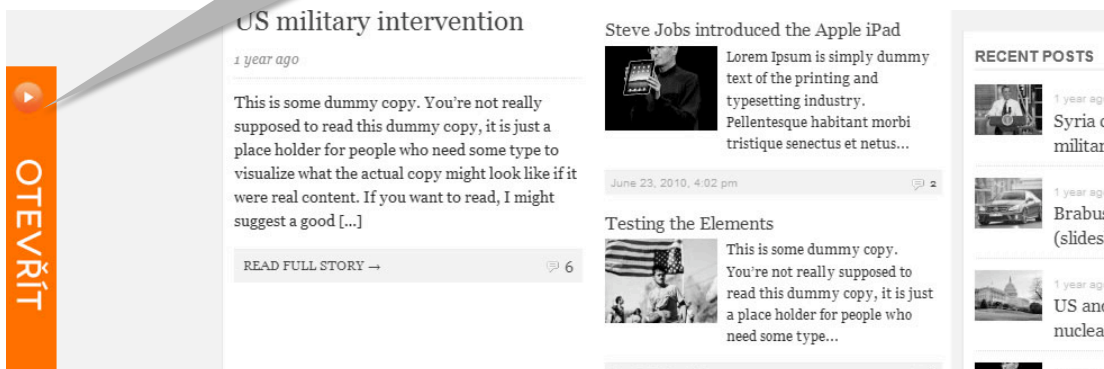 OTEVŘÍT
US military intervention
1 year ago
This is some dummy copy. You're not really
supposed to read this dummy copy, it is just a
place holder for people who need some type to
visualize what the actual copy might look like if it
were real content. If you want to read, I might
suggest a good [...]
READ FULL STORY → 6
Steve Jobs introduced the Apple iPad
Lorem Ipsum is simply dummy
text of the printing and
typesetting industry.
Pellentesque habitant morbi
tristique senectus et netus...
June 23, 2010, 4:02 pm 2
Testing the Elements
This is some dummy copy.
You're not really supposed to
read this dummy copy, it is just
a place holder for people who
need some type...
RECENT POSTS
1 year
Syria
1 year
(slides
1 year
US